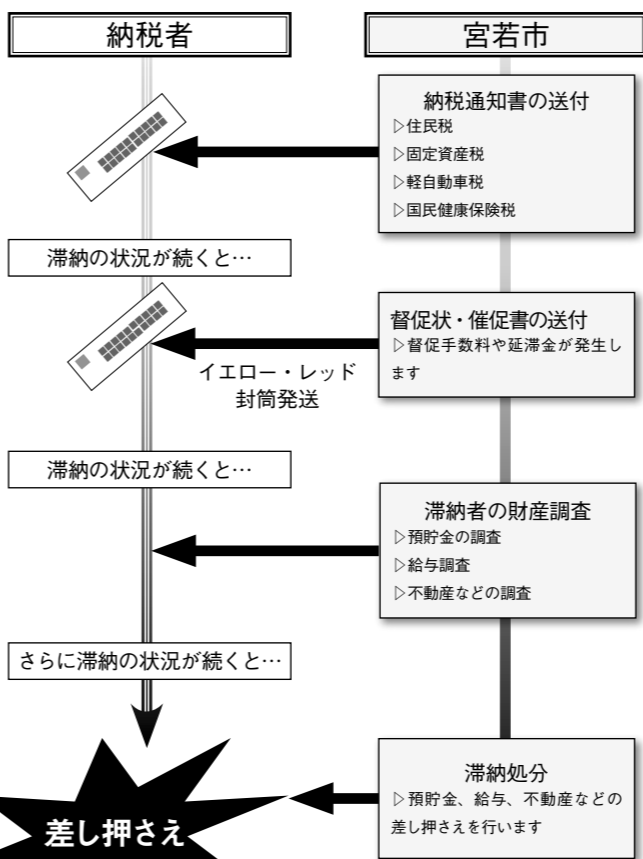 納税者
宮若市
納税通知書の送付
▷住民税
▷固定資産税
▷軽自動車税
▷国民健康保険税
滞納の状況が続くと…
督促状・催促書の送付
▷督促手数料や延滞金が発生し
ます
イエロー・レッド
封筒発送
滞納の状況が続くと…
滞納者の財産調査
▷預貯金の調査
▷給与調査
▷不動産などの調査
さらに滞納の状況が続くと…
滞納処分
▷預貯金、給与、不動産などの
差し押さえを行います
差し押さえ